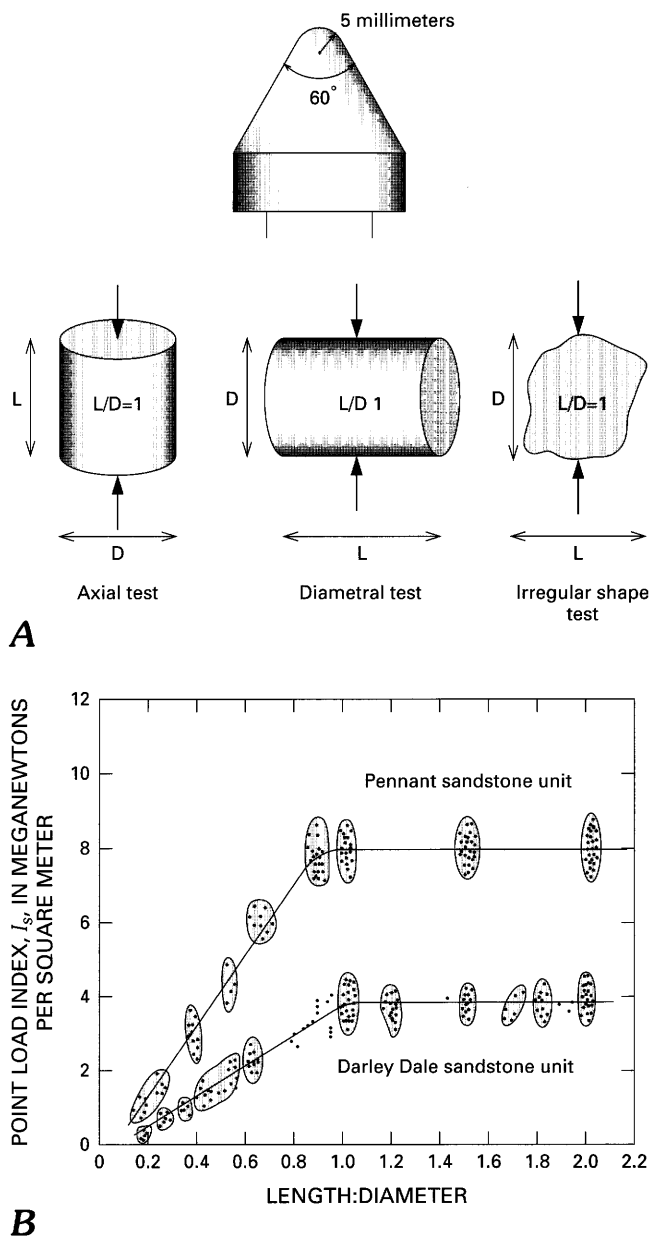 5 millimeters
60°
L
L/D=1
D
Axial test
D
L/D 1
L
Diametral test
D
L/D=1
L
Irregular shape
test
A
POINT LOAD INDEX, Is, IN MEGANEWTONS
PER SQUARE METER
12
10
8
6
4
2
0
Pennant sandstone unit
Darley Dale sandstone unit
0 0.2 0.4 0.6 0.8 1.0 1.2 1.4 1.6 1.8 2.0 2.2
LENGTH:DIAMETER
B